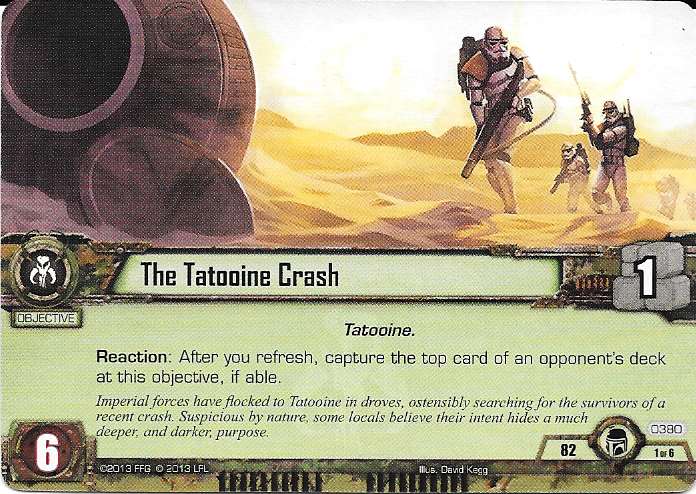 The Tatooine Crash
1
OBJECTIVE
Tatooine.
Reaction: After you refresh, capture the top card of an opponent's deck
at this objective, if able.
Imperial forces have flocked to Tatooine in droves, ostensibly searching for the survivors of a
recent crash. Suspicious by nature, some locals believe their intent hides a much
deeper, and darker, purpose.
6
0380
82
1 OF 6
©2013 FFG © 2013 LFL
Illus. David Kegg